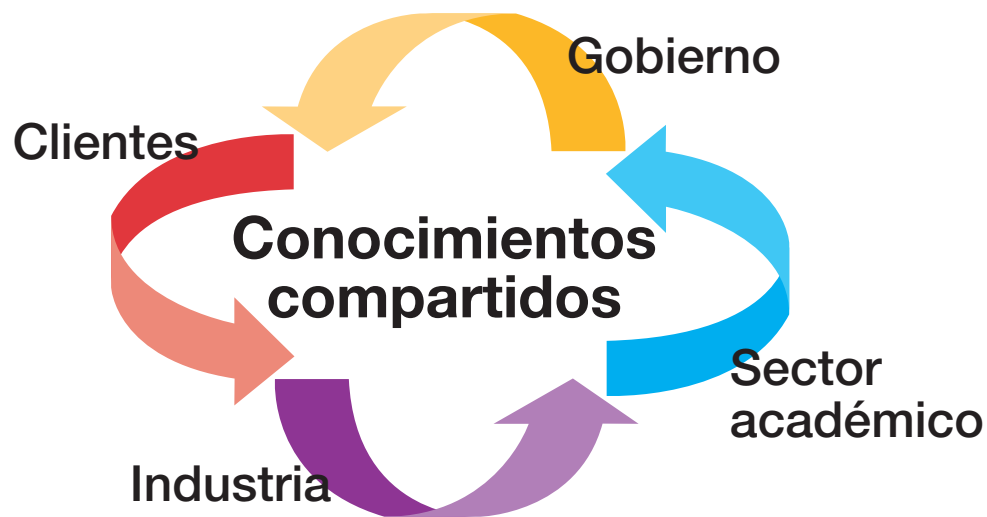 Gobierno
Clientes
Conocimientos
compartidos
Sector
académico
Industria